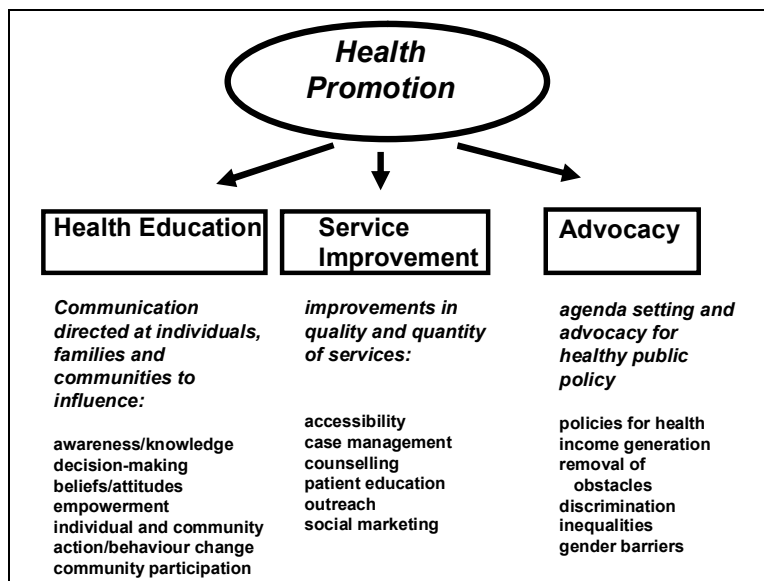 Health
Promotion
Health Education
Communication
directed at individuals,
families and
communities to
influence:
awareness/knowledge
decision-making
beliefs/attitudes
empowerment
individual and community
action/behaviour change
community participation
Service
Improvement
improvements in
quality and quantity
of services:
accessibility
case management
counselling
patient education
outreach
social marketing
Advocacy
agenda setting and
advocacy for
healthy public
policy
policies for health
income generation
removal of
obstacles
discrimination
inequalities
gender barriers